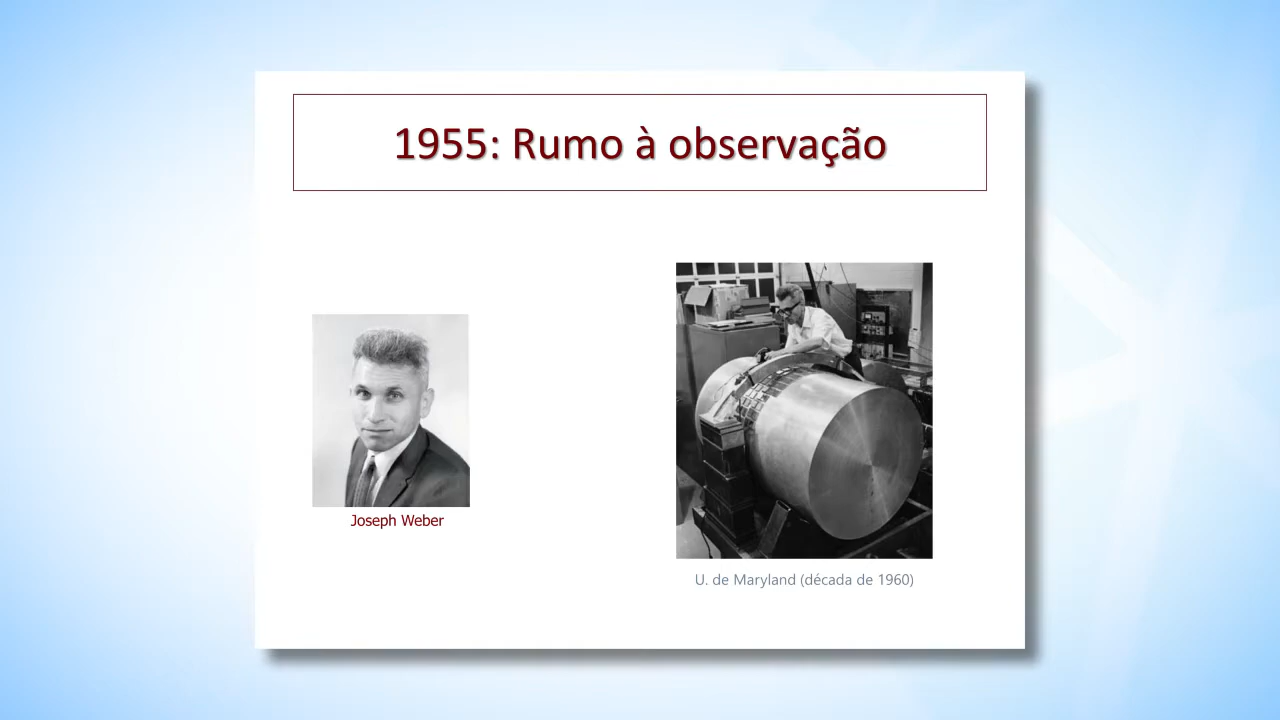 1955: Rumo à observação
Joseph Weber
U. de Maryland (década de 1960)